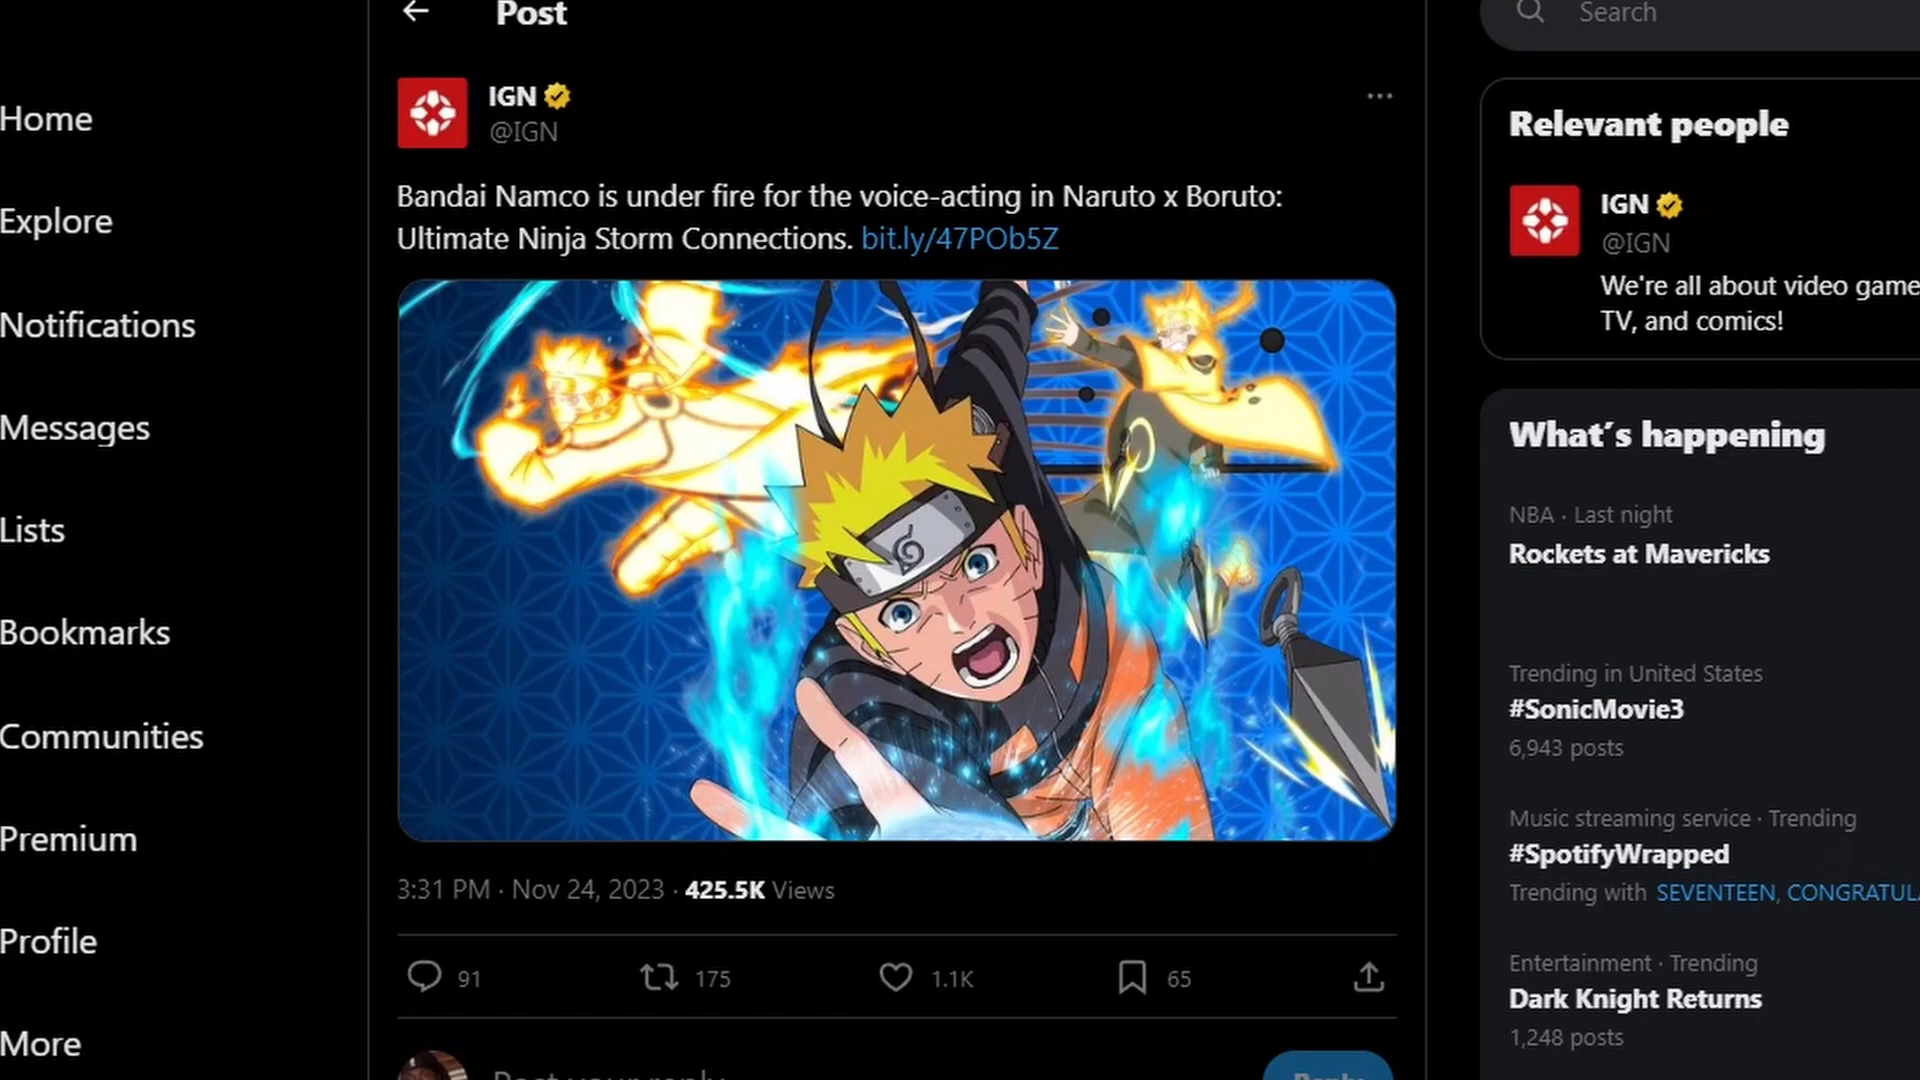 Post
Search
Home
Explore
Notifications
Messages
Lists
Bookmarks
Communities
Premium
Profile
More
IGN
@IGN
Bandai Namco is under fire for the voice-acting in Naruto x Boruto:
Ultimate Ninja Storm Connections. bit.ly/47POb5Z
3:31 PM · Nov 24, 2023 · 425.5K Views
91
175
1.1K
65
Post your reply
Reply
Relevant people
IGN
@IGN
We're all about video game
TV, and comics!
What's happening
NBA · Last night
Rockets at Mavericks
Trending in United States
#SonicMovie3
6,943 posts
Music streaming service · Trending
#SpotifyWrapped
Trending with SEVENTEEN, CONGRATUL
Entertainment · Trending
Dark Knight Returns
1,248 posts